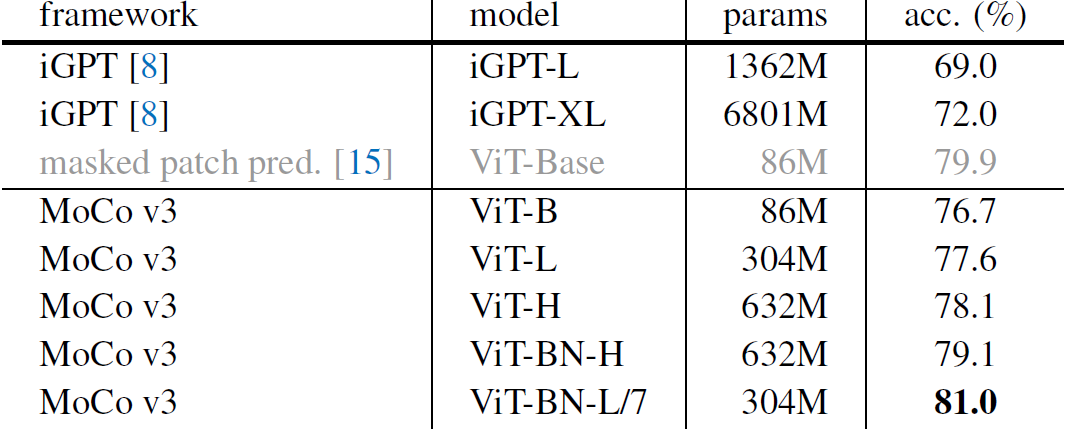 framework model params acc. (%)
iGPT [8] iGPT-L 1362M 69.0
iGPT [8] iGPT-XL 6801M 72.0
masked patch pred. [15] ViT-Base 86M 79.9
MoCo v3 ViT-B 86M 76.7
MoCo v3 ViT-L 304M 77.6
MoCo v3 ViT-H 632M 78.1
MoCo v3 ViT-BN-H 632M 79.1
MoCo v3 ViT-BN-L/7 304M 81.0